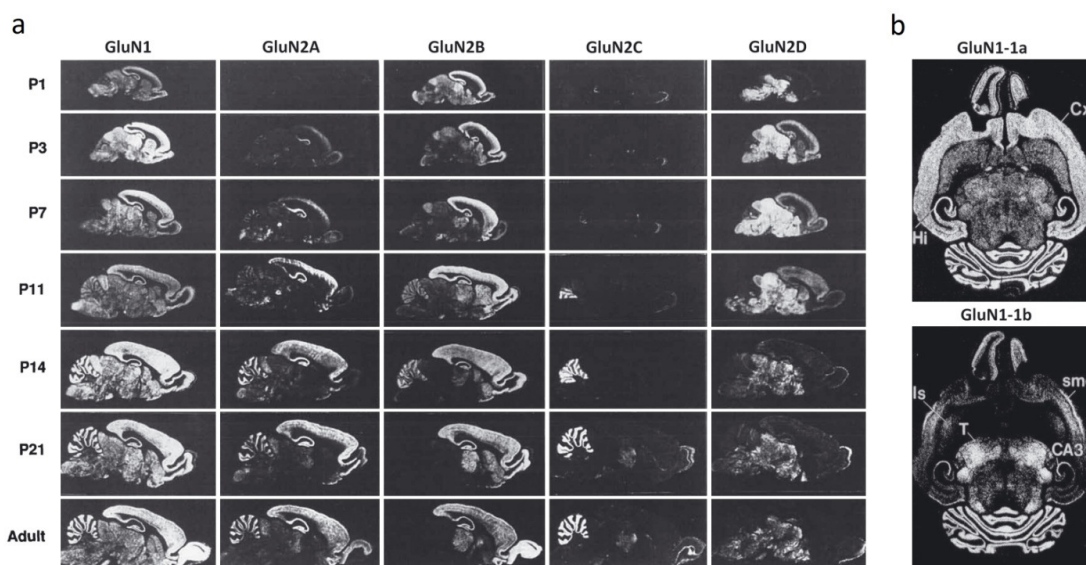 a
GluN1 GluN2A GluN2B GluN2C GluN2D
P1
P3
P7
P11
P14
P21
Adult
b
GluN1-1a
Cx
Hi
GluN1-1b
ls
sm
T
CA3